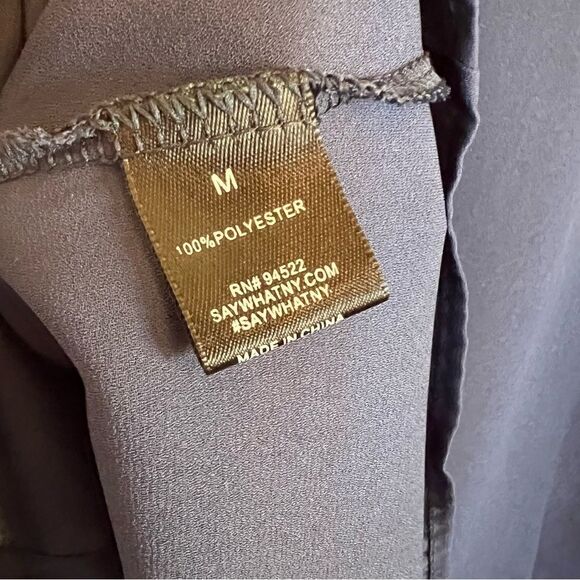 M
100%POLYESTER
RN# 94522
SAYWHATNY.COM
#SAYWHATNY
MADE IN CHINA